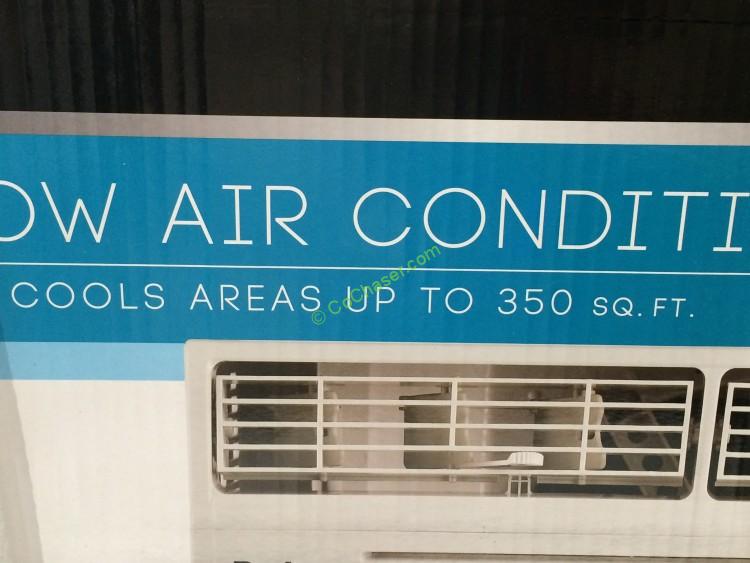 OW AIR CONDITI
COOLS AREAS UP TO 350 SQ. FT.
© CoChaser.com